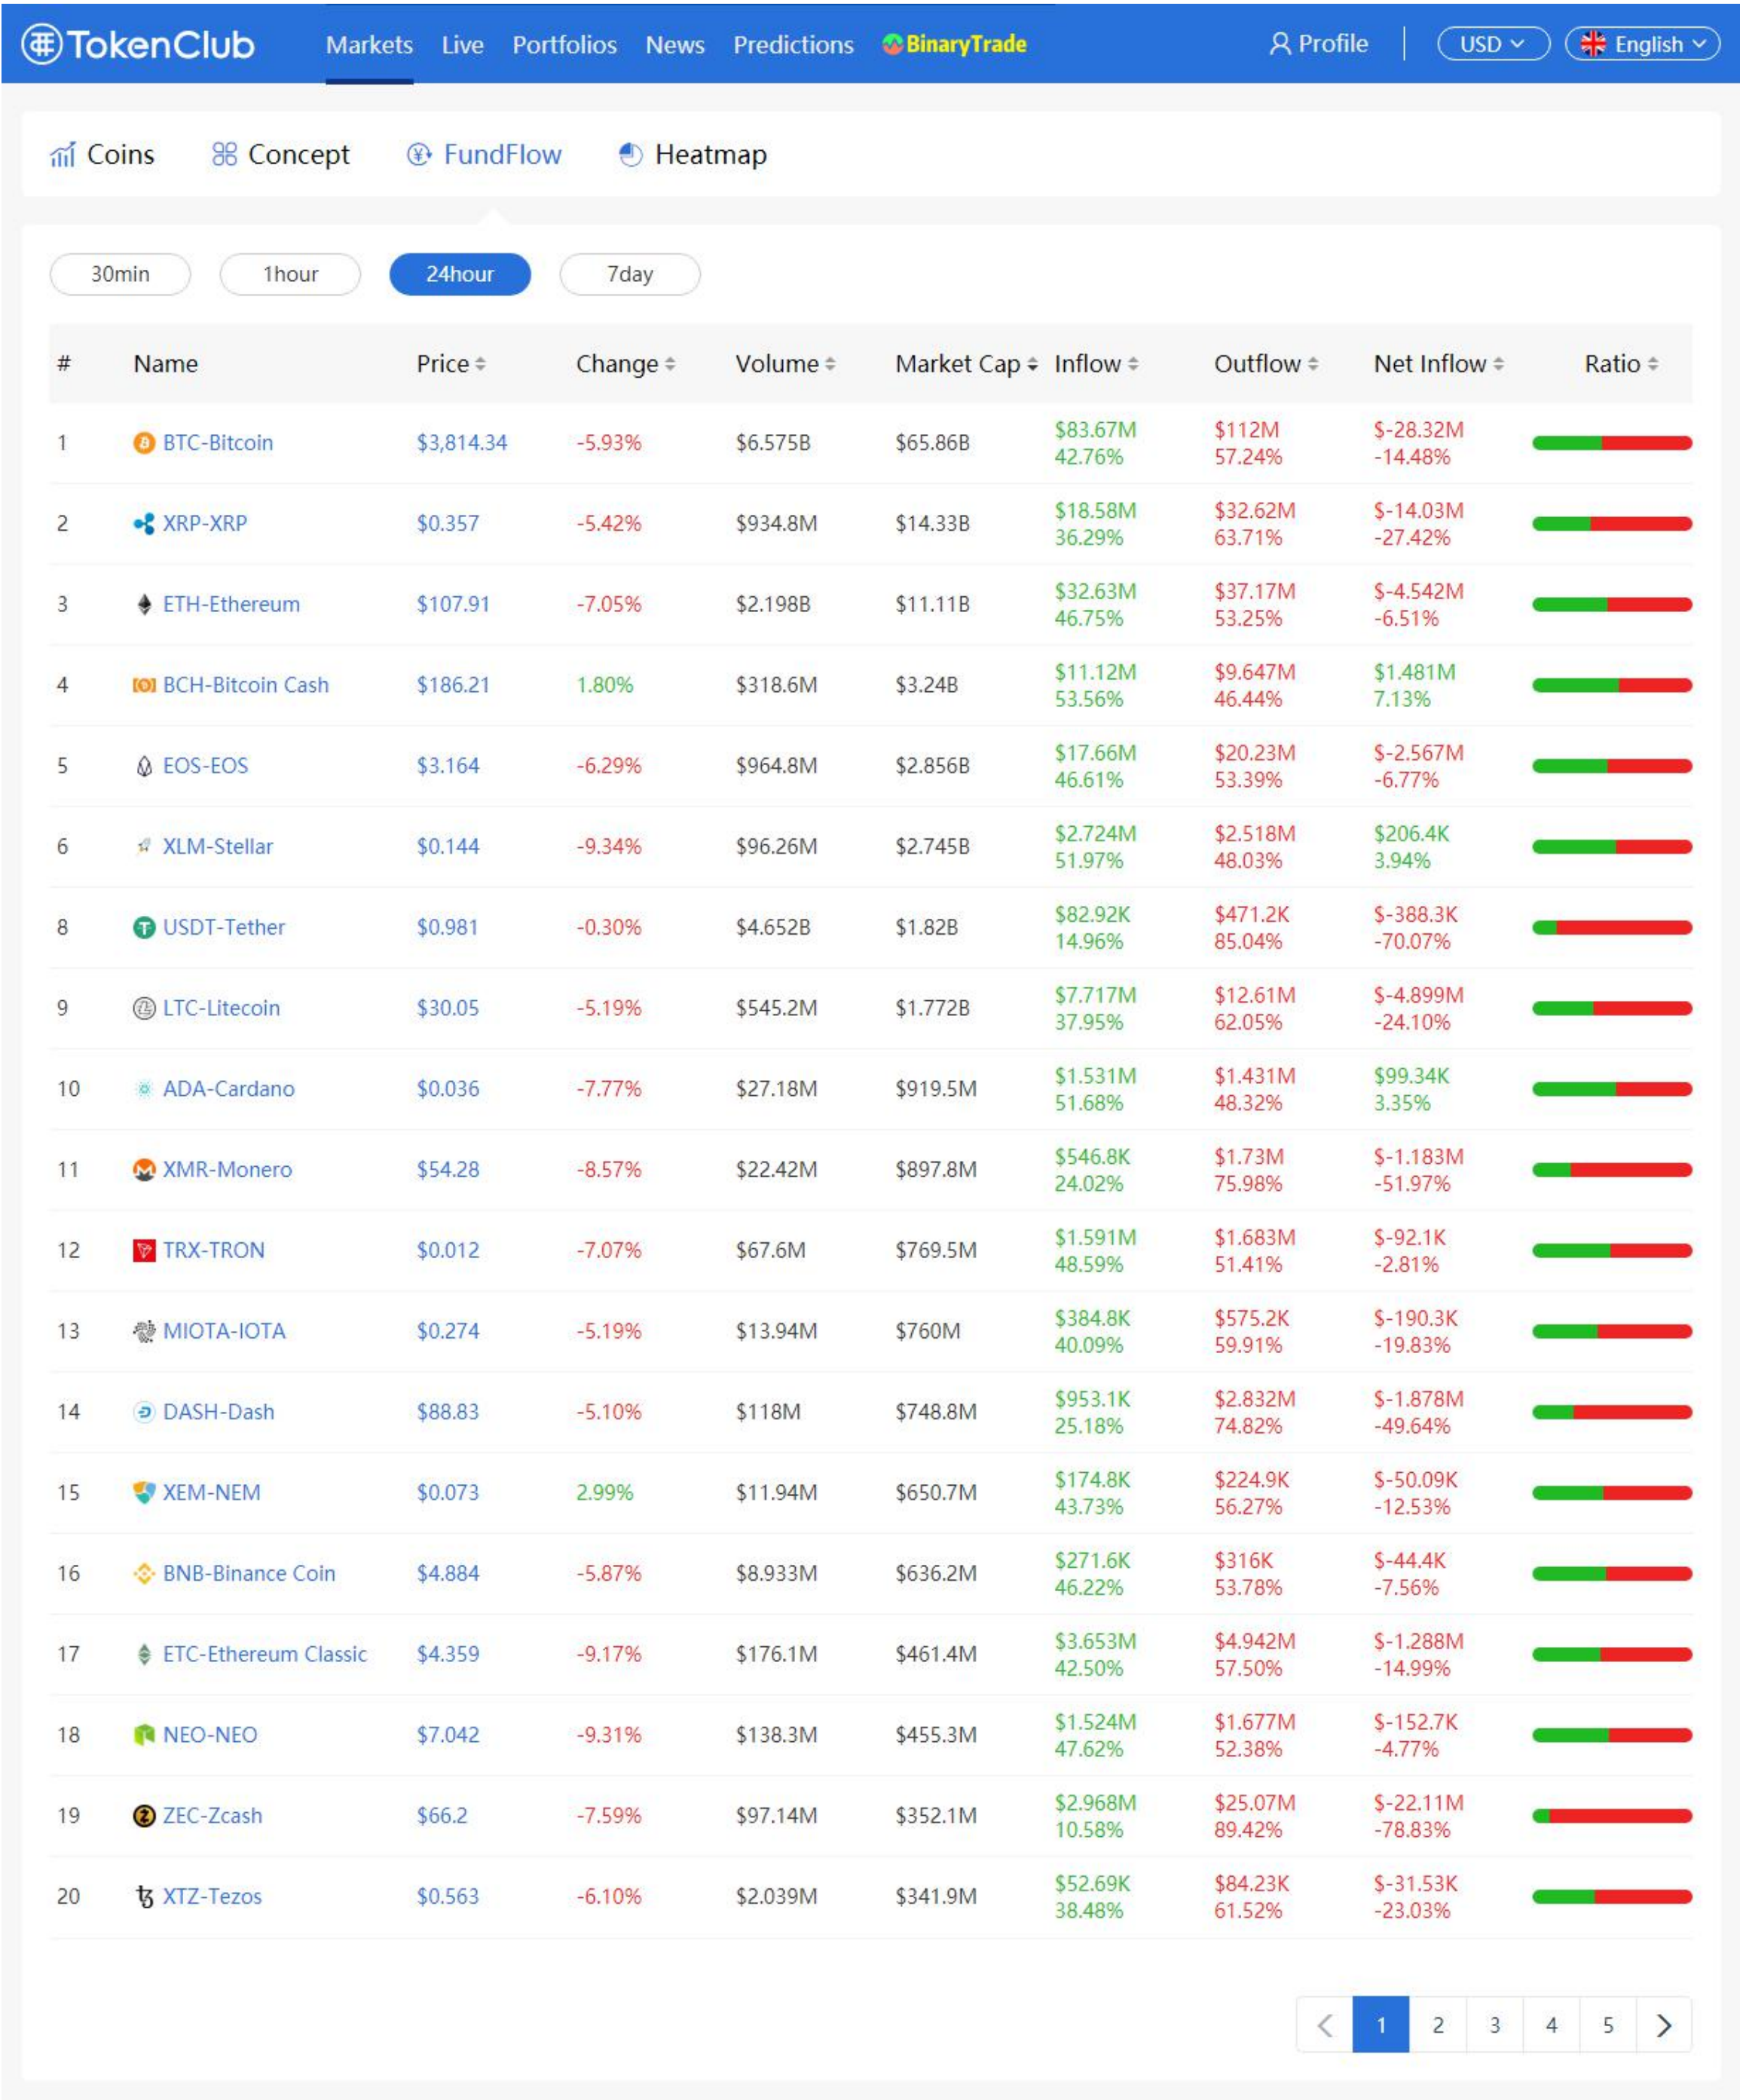 TokenClub Markets Live Portfolios News Predictions BinaryTrade Profile USD English
Coins Concept FundFlow Heatmap
30min 1hour 24hour 7day
# Name Price Change Volume Market Cap Inflow Outflow Net Inflow Ratio
$83.67M $112M $-28.32M
1 BTC-Bitcoin $3,814.34 -5.93% $6.575B $65.86B
42.76% 57.24% -14.48%
$18.58M $32.62M $-14.03M
2 XRP-XRP $0.357 -5.42% $934.8M $14.33B
36.29% 63.71% -27.42%
$32.63M $37.17M $-4.542M
3 ETH-Ethereum $107.91 -7.05% $2.198B $11.11B
46.75% 53.25% -6.51%
$11.12M $9.647M $1.481M
4 BCH-Bitcoin Cash $186.21 1.80% $318.6M $3.24B
53.56% 46.44% 7.13%
$17.66M $20.23M $-2.567M
5 EOS-EOS $3.164 -6.29% $964.8M $2.856B
46.61% 53.39% -6.77%
$2.724M $2.518M $206.4K
6 XLM-Stellar $0.144 -9.34% $96.26M $2.745B
51.97% 48.03% 3.94%
$82.92K $471.2K $-388.3K
8 USDT-Tether $0.981 -0.30% $4.652B $1.82B
14.96% 85.04% -70.07%
$7.717M $12.61M $-4.899M
9 LTC-Litecoin $30.05 -5.19% $545.2M $1.772B
37.95% 62.05% -24.10%
$1.531M $1.431M $99.34K
10 ADA-Cardano $0.036 -7.77% $27.18M $919.5M
51.68% 48.32% 3.35%
$546.8K $1.73M $-1.183M
11 XMR-Monero $54.28 -8.57% $22.42M $897.8M
24.02% 75.98% -51.97%
$1.591M $1.683M $-92.1K
12 TRX-TRON $0.012 -7.07% $67.6M $769.5M
48.59% 51.41% -2.81%
$384.8K $575.2K $-190.3K
13 MIOTA-IOTA $0.274 -5.19% $13.94M $760M
40.09% 59.91% -19.83%
$953.1K $2.832M $-1.878M
14 DASH-Dash $88.83 -5.10% $118M $748.8M
25.18% 74.82% -49.64%
$174.8K $224.9K $-50.09K
15 XEM-NEM $0.073 2.99% $11.94M $650.7M
43.73% 56.27% -12.53%
$271.6K $316K $-44.4K
16 BNB-Binance Coin $4.884 -5.87% $8.933M $636.2M
46.22% 53.78% -7.56%
$3.653M $4.942M $-1.288M
17 ETC-Ethereum Classic $4.359 -9.17% $176.1M $461.4M
42.50% 57.50% -14.99%
$1.524M $1.677M $-152.7K
18 NEO-NEO $7.042 -9.31% $138.3M $455.3M
47.62% 52.38% -4.77%
$2.968M $25.07M $-22.11M
19 ZEC-Zcash $66.2 -7.59% $97.14M $352.1M
10.58% 89.42% -78.83%
$52.69K $84.23K $-31.53K
20 XTZ-Tezos $0.563 -6.10% $2.039M $341.9M
38.48% 61.52% -23.03%
1 2 3 4 5